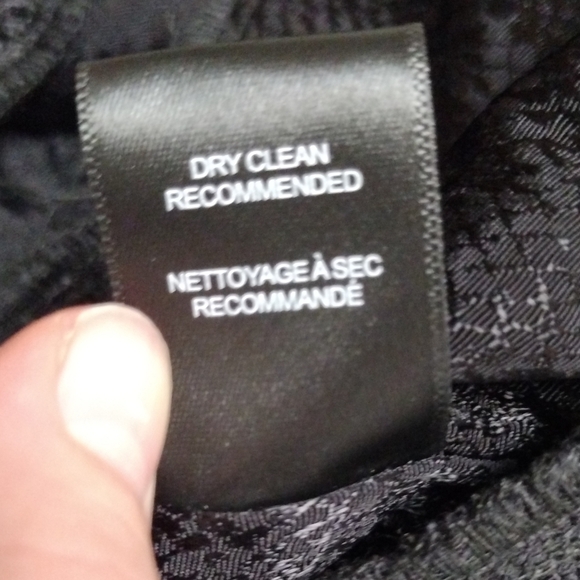 DRY CLEAN
RECOMMENDED
NETTOYAGE À SEC
RECOMMANDÉ